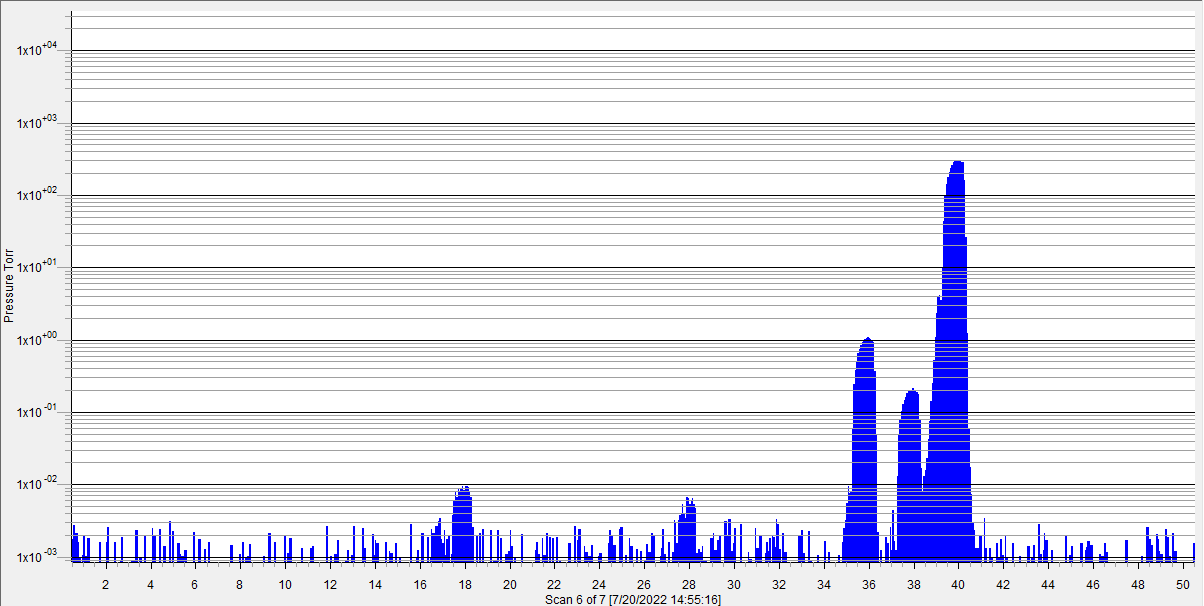 1x10+04
1x10+03
1x10+02
1x10+01
1x10+00
1x10-01
1x10-02
1x10-03
Pressure Torr
2 4 6 8 10 12 14 16 18 20 22 24 26 28 30 32 34 36 38 40 42 44 46 48 50
Scan 6 of 7 [7/20/2022 14:55:16]